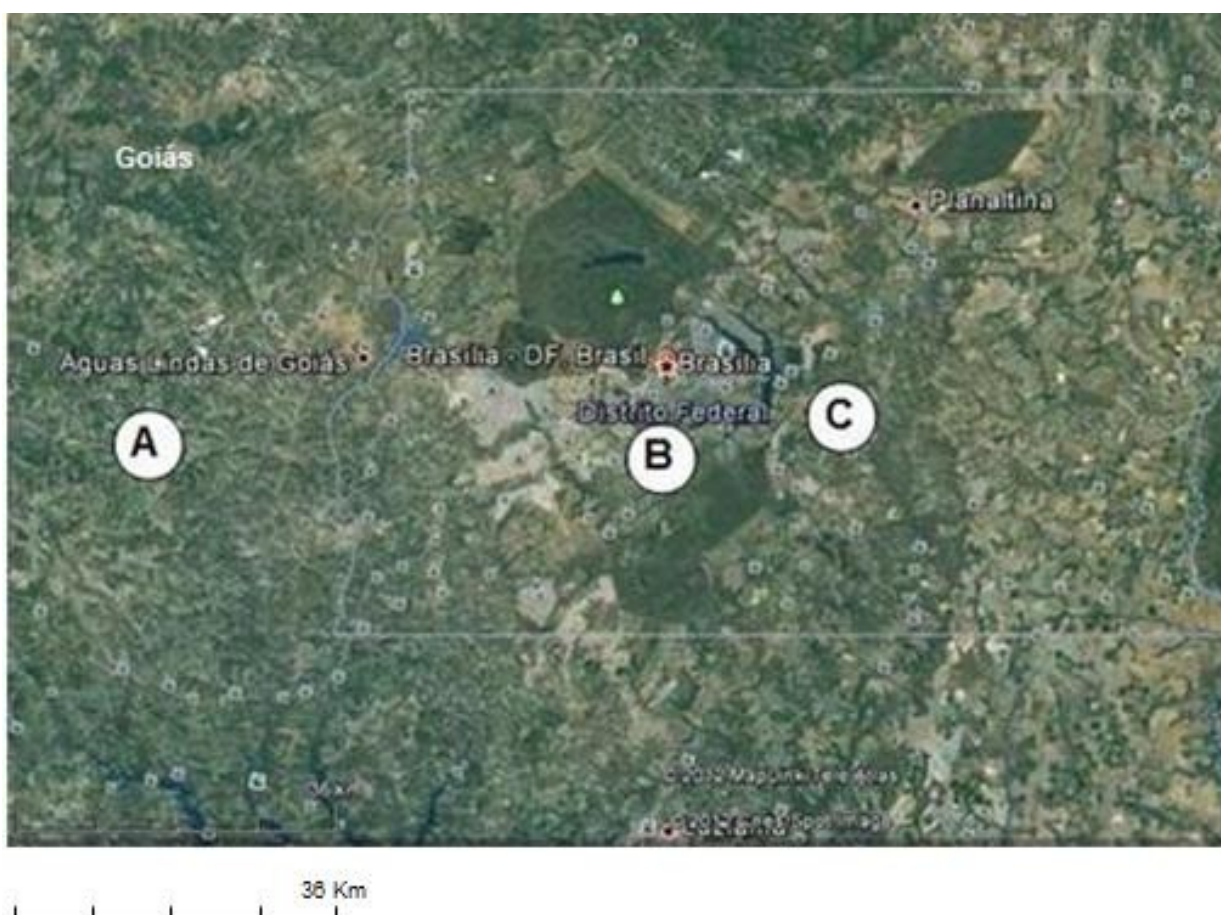 Goiás
Planaltina
Águas Lindas de Goiás
Brasília - DF, Brasil
Brasília
Distrito Federal
A
B
C
36 Km